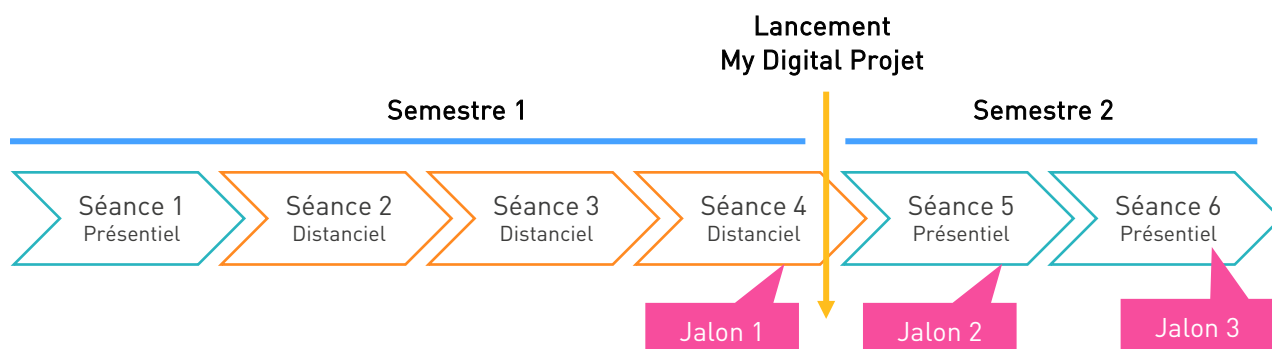 Lancement
My Digital Projet
Semestre 1
Semestre 2
Séance 1
Présentiel
Séance 2
Distanciel
Séance 3
Distanciel
Séance 4
Distanciel
Séance 5
Présentiel
Séance 6
Présentiel
Jalon 1
Jalon 2
Jalon 3